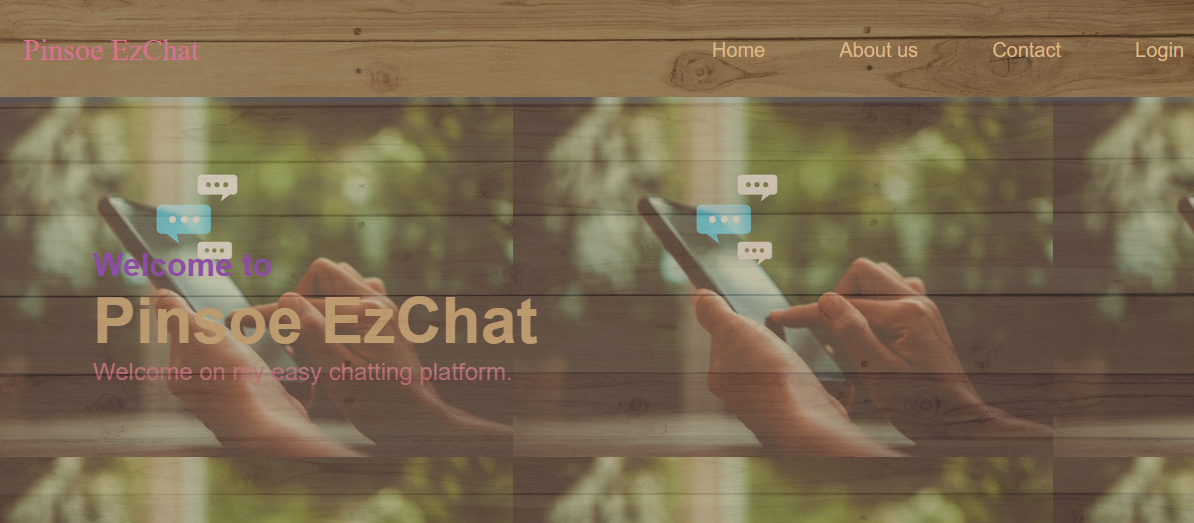 Pinsoe EzChat
Home
About us
Contact
Login
Welcome to
Pinsoe EzChat
Welcome on my easy chatting platform.